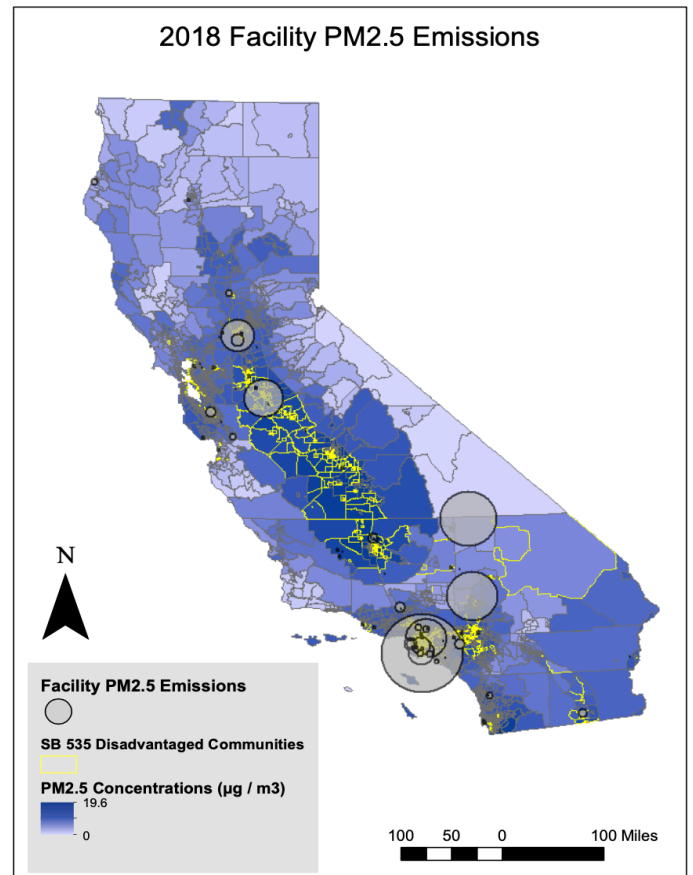 2018 Facility PM2.5 Emissions
N
Facility PM2.5 Emissions
SB 535 Disadvantaged Communities
PM2.5 Concentrations (µg / m3)
19.6
0
100 50 0 100 Miles